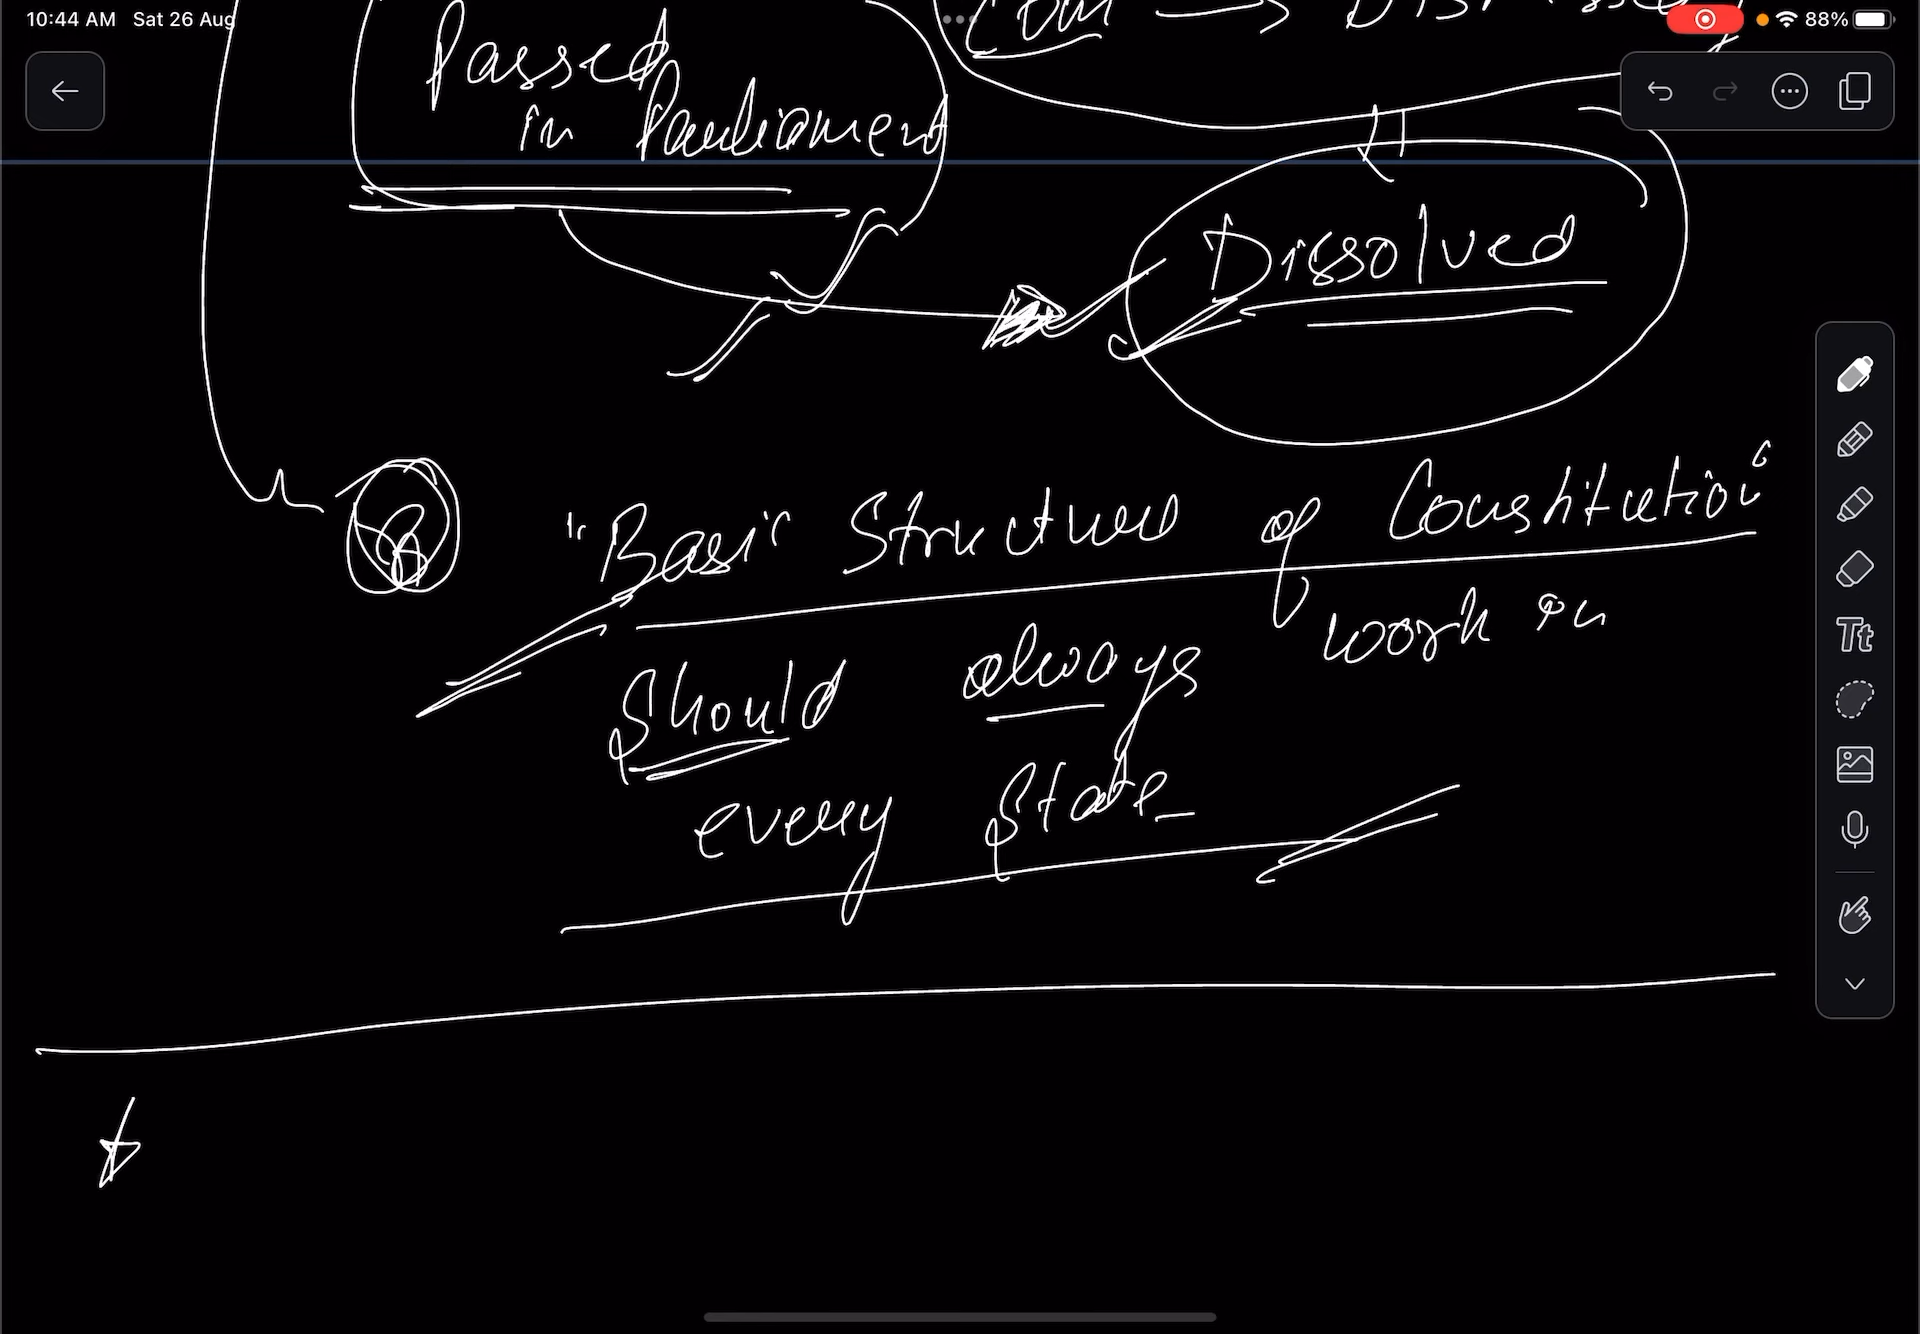 10:44 AM Sat 26 Aug
88%
Passed
in Parliament
Dissolved
"Basic Structure of Constitution"
Should always work in
every State
Tt